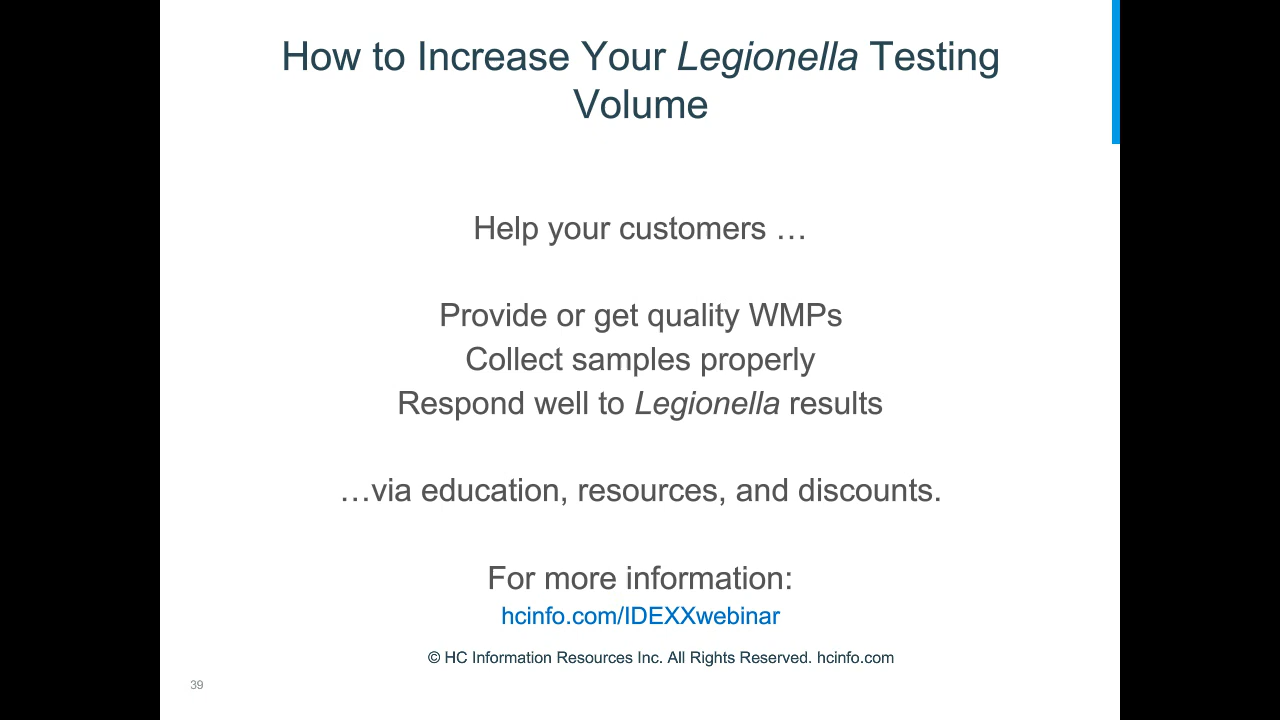 How to Increase Your Legionella Testing
Volume
Help your customers …
Provide or get quality WMPs
Collect samples properly
Respond well to Legionella results
…via education, resources, and discounts.
For more information:
hcinfo.com/IDEXXwebinar
© HC Information Resources Inc. All Rights Reserved. hcinfo.com
39